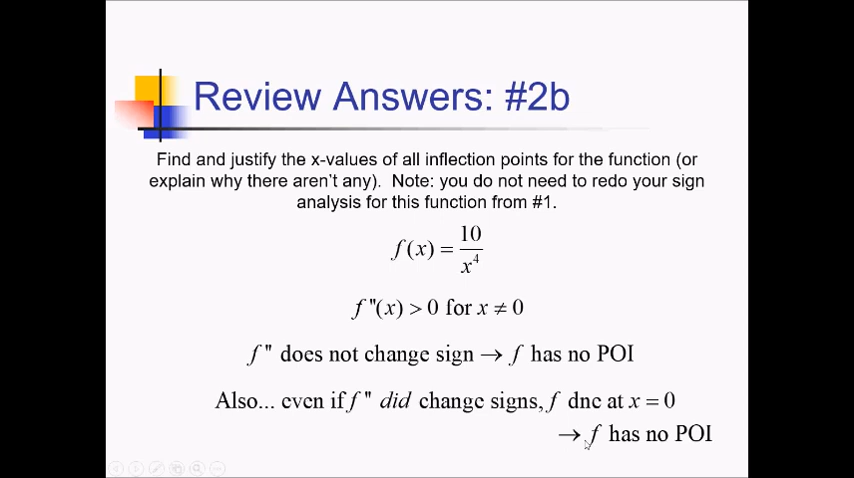 Review Answers: #2b
Find and justify the x-values of all inflection points for the function (or
explain why there aren't any). Note: you do not need to redo your sign
analysis for this function from #1.
f(x) = 10/x⁴
f "(x) > 0 for x ≠ 0
f " does not change sign → f has no POI
Also... even if f " did change signs, f dne at x = 0
→ f has no POI